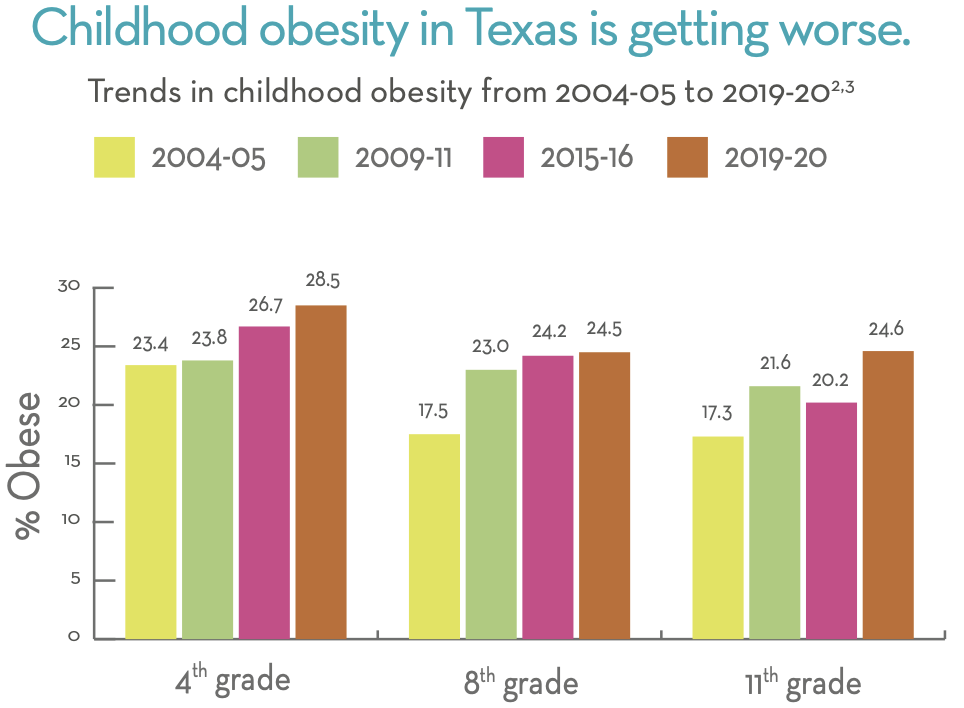 Childhood obesity in Texas is getting worse.
Trends in childhood obesity from 2004-05 to 2019-20²,³
2004-05 2009-11 2015-16 2019-20
% Obese
30
25
20
15
10
5
0
23.4 23.8 26.7 28.5
17.5 23.0 24.2 24.5
17.3 21.6 20.2 24.6
4th grade 8th grade 11th grade